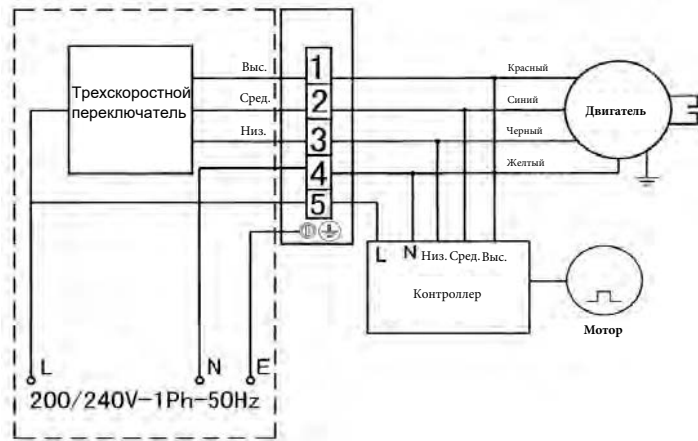 Трехскоростной
переключатель
Выс.
Сред.
Низ.
1
2
3
4
5
Красный
Синий
Черный
Желтый
Двигатель
L N Низ. Сред. Выс.
Контроллер
Мотор
L N E
200/240V-1Ph-50Hz